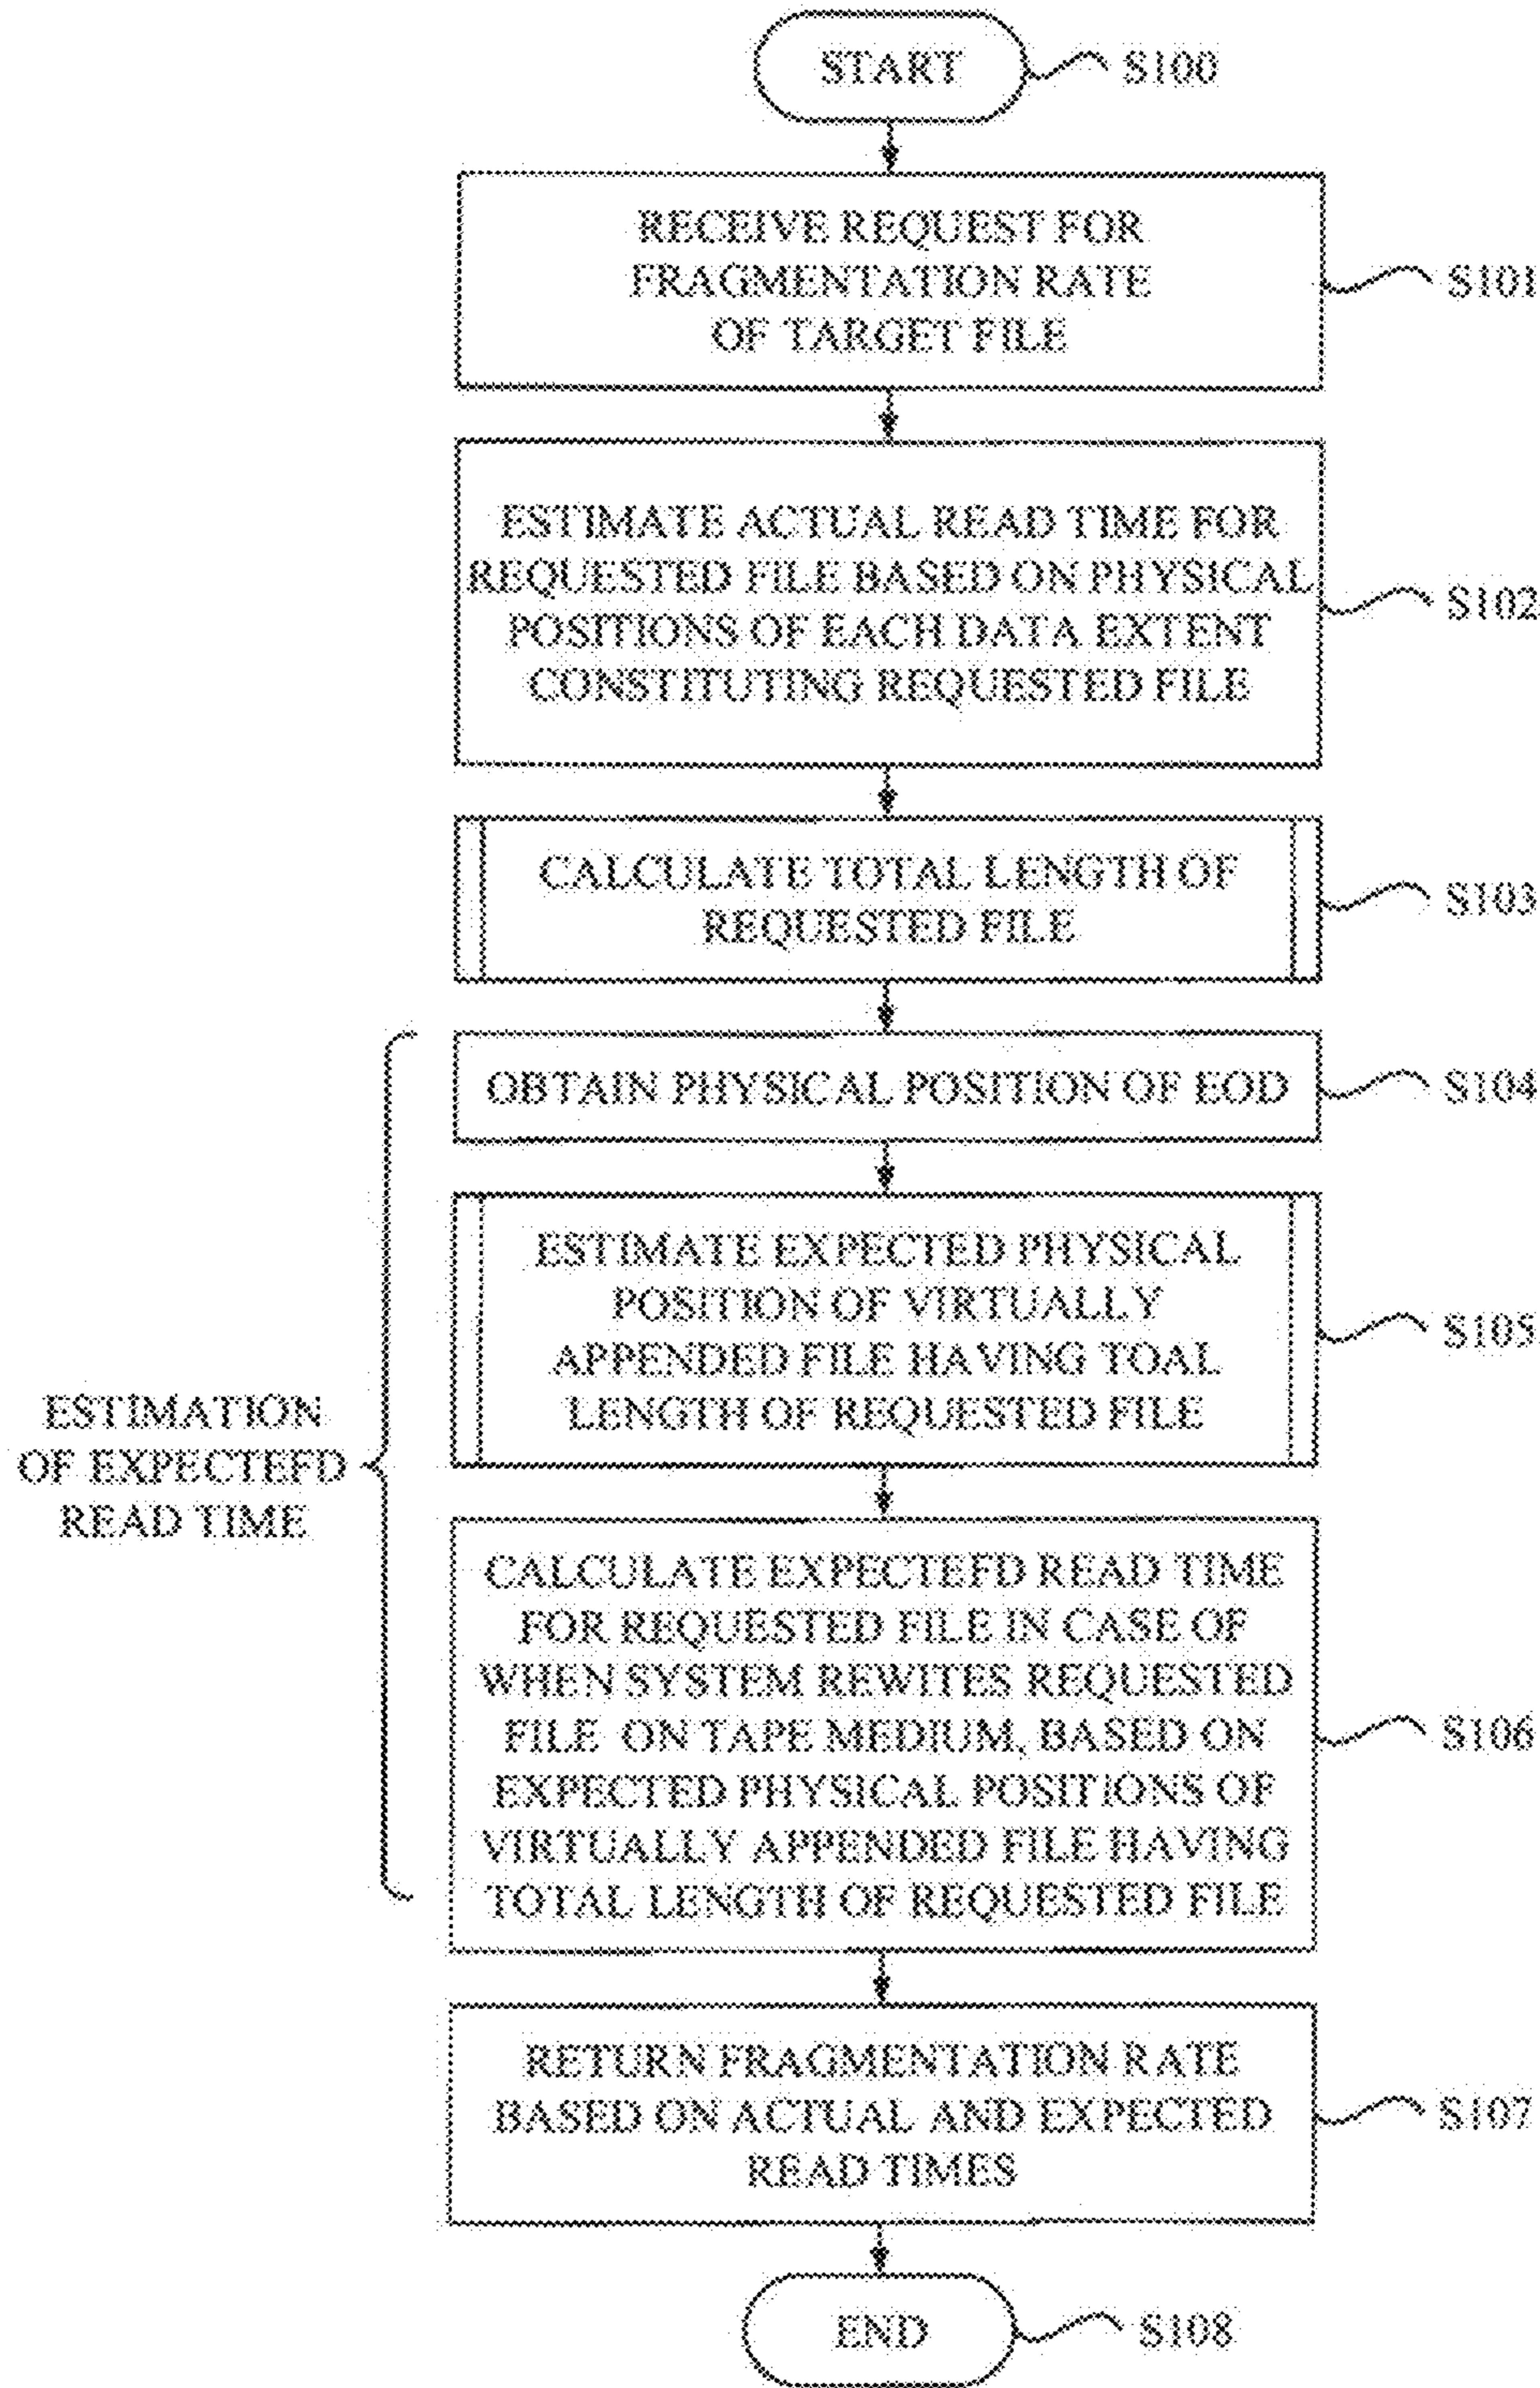 START
S100
RECEIVE REQUEST FOR
FRAGMENTATION RATE
OF TARGET FILE
S101
ESTIMATE ACTUAL READ TIME FOR
REQUESTED FILE BASED ON PHYSICAL
POSITIONS OF EACH DATA EXTENT
CONSTITUTING REQUESTED FILE
S102
CALCULATE TOTAL LENGTH OF
REQUESTED FILE
S103
OBTAIN PHYSICAL POSITION OF EOD
S104
ESTIMATE EXPECTED PHYSICAL
POSITION OF VIRTUALLY
APPENDED FILE HAVING TOAL
LENGTH OF REQUESTED FILE
S105
ESTIMATION
OF EXPECTEFD
READ TIME
CALCULATE EXPECTEFD READ TIME
FOR REQUESTED FILE IN CASE OF
WHEN SYSTEM REWITES REQUESTED
FILE ON TAPE MEDIUM, BASED ON
EXPECTED PHYSICAL POSITIONS OF
VIRTUALLY APPENDED FILE HAVING
TOTAL LENGTH OF REQUESTED FILE
S106
RETURN FRAGMENTATION RATE
BASED ON ACTUAL AND EXPECTED
READ TIMES
S107
END
S108